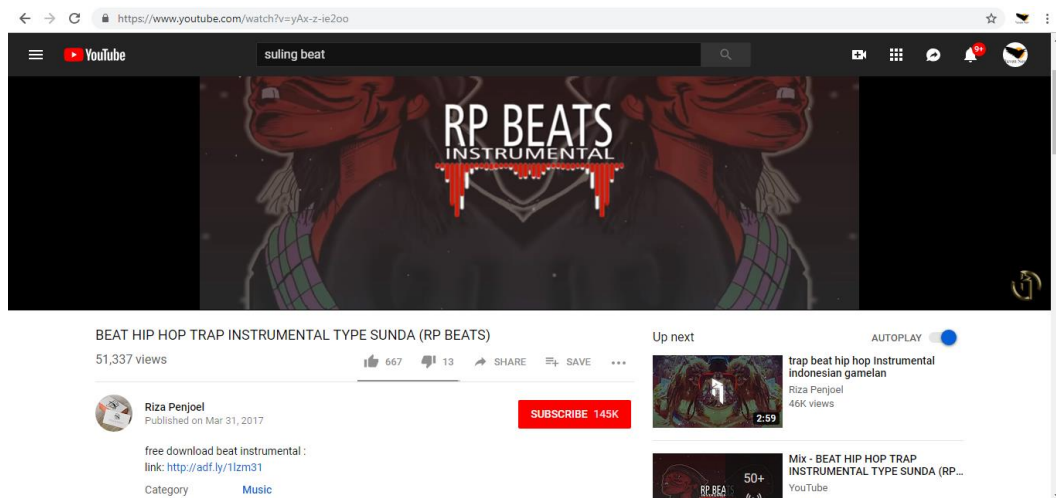 https://www.youtube.com/watch?v=yAx-z-ie2oo
YouTube
suling beat
9+
RP BEATS
INSTRUMENTAL
BEAT HIP HOP TRAP INSTRUMENTAL TYPE SUNDA (RP BEATS)
51,337 views
667
13
SHARE
SAVE
Riza Penjoel
Published on Mar 31, 2017
SUBSCRIBE 145K
free download beat instrumental :
link: http://adf.ly/1lzm31
Category
Music
Up next
AUTOPLAY
2:59
trap beat hip hop Instrumental
indonesian gamelan
Riza Penjoel
46K views
RP BEA
50+
Mix - BEAT HIP HOP TRAP
INSTRUMENTAL TYPE SUNDA (RP...
YouTube